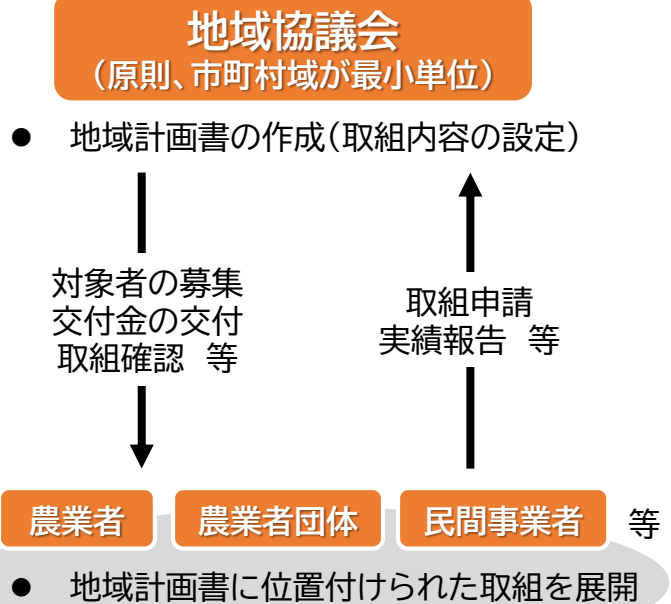 地域協議会
（原則、市町村域が最小単位）
● 地域計画書の作成（取組内容の設定）
対象者の募集
交付金の交付
取組確認 等
取組申請
実績報告 等
農業者 農業者団体 民間事業者 等
● 地域計画書に位置付けられた取組を展開